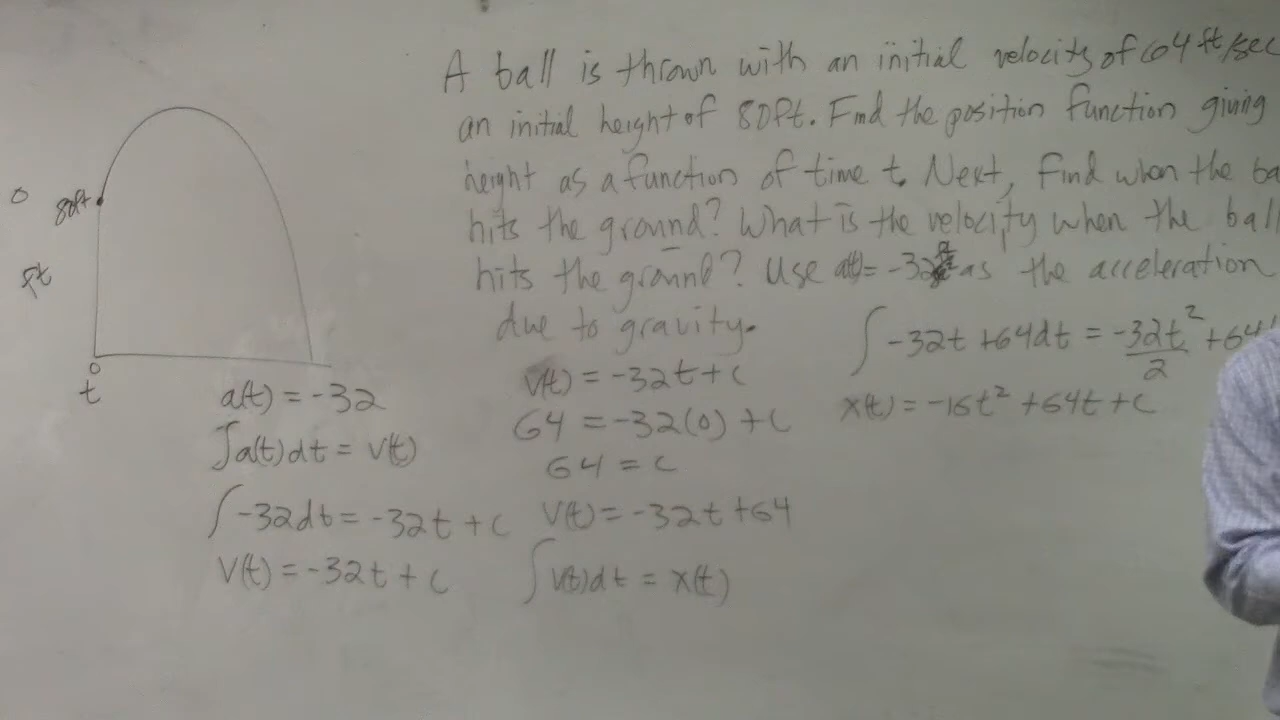 A ball is thrown with an initial velocity of 64 ft/sec
an initial height of 80ft. Find the position function giving
height as a function of time t. Next, find when the ba
hits the ground? What is the velocity when the ball
hits the ground? Use a(t) = -32 as the acceleration
due to gravity.
0
80ft
ft
0
t
a(t) = -32
∫a(t)dt = v(t)
∫-32dt = -32t + c
v(t) = -32t + c
v(t) = -32t + c
64 = -32(0) + c
64 = c
v(t) = -32t + 64
∫v(t)dt = x(t)
∫-32t + 64dt = -32t²/2 + 64
x(t) = -16t² + 64t + c